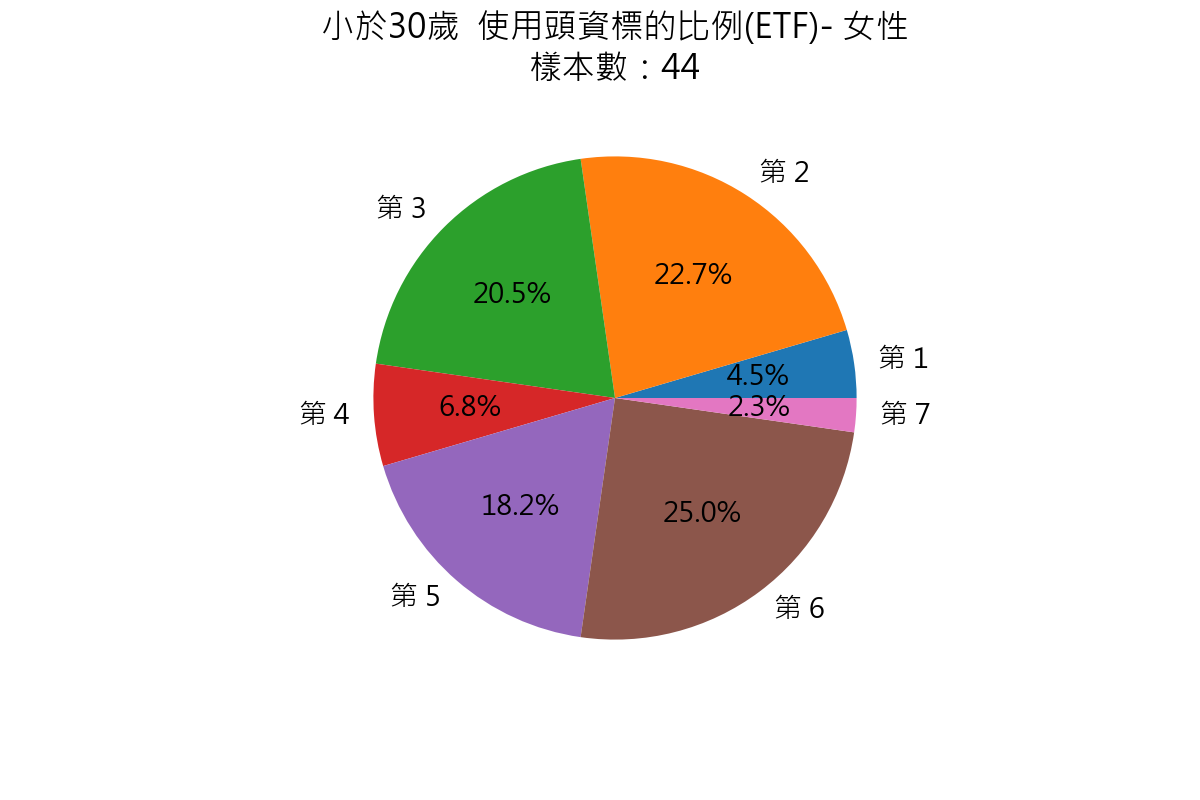 小於30歲  使用頭資標的比例(ETF)- 女性
樣本數：44
第 2
第 3
22.7%
20.5%
第 1
4.5%
第 4
6.8%
2.3%
第 7
18.2%
25.0%
第 5
第 6